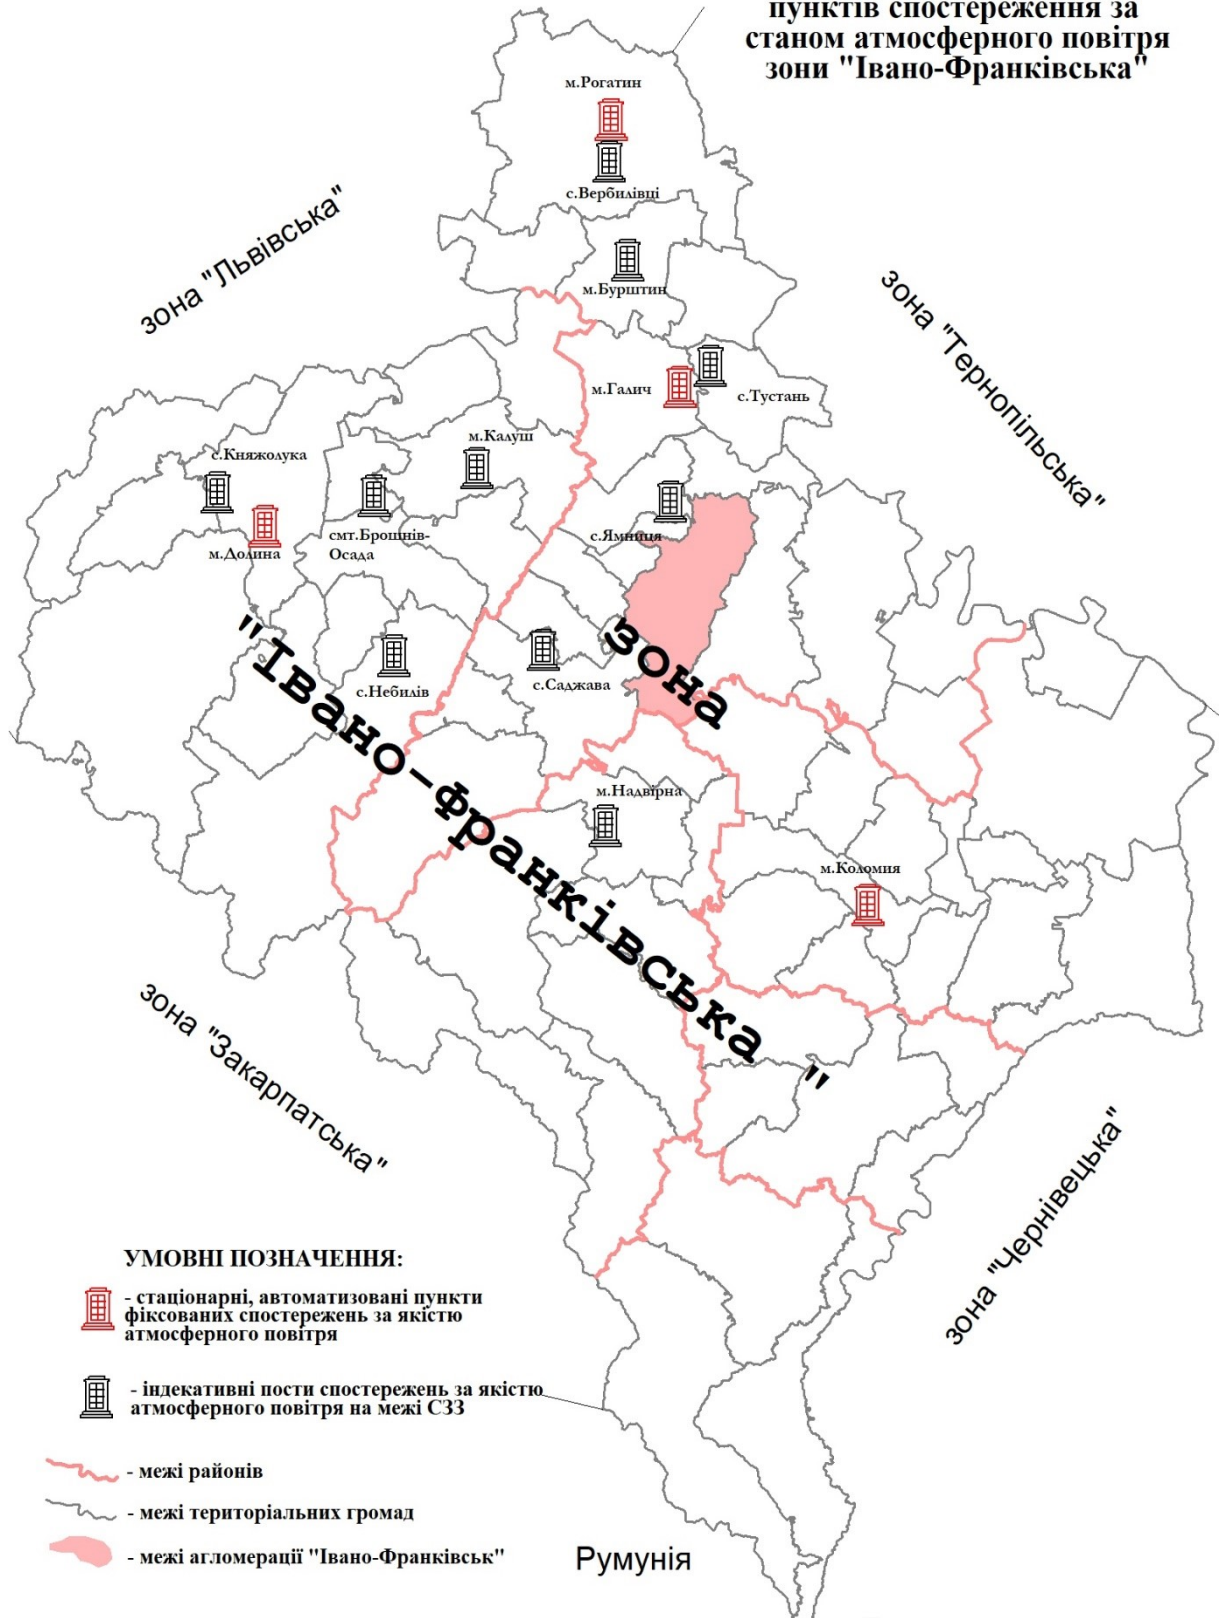 пунктів спостереження за
станом атмосферного повітря
зони "Івано-Франківська"
м.Рогатин
с.Вербилівці
зона "Львівська"
м.Бурштин
зона "Тернопільська"
м.Галич
с.Тустань
м.Калуш
с.Княжолука
смт.Брошнів-
Осада
м.Долина
с.Ямниця
зона
"Івано-Франківська "
с.Небилів
с.Саджава
м.Надвірна
м.Коломия
зона "Закарпатська"
зона "Чернівецька"
УМОВНІ ПОЗНАЧЕННЯ:
- стаціонарні, автоматизовані пункти
фіксованих спостережень за якістю
атмосферного повітря
- індекативні пости спостережень за якістю
атмосферного повітря на межі СЗЗ
- межі районів
- межі територіальних громад
- межі агломерації "Івано-Франківськ"
Румунія